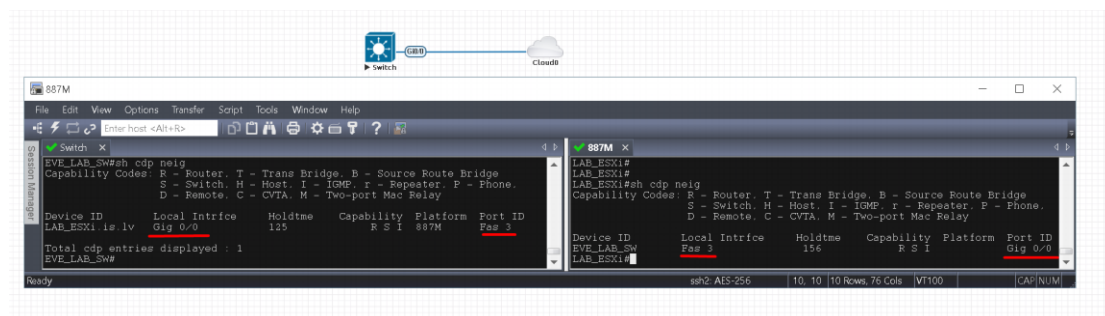 Gi0/0
Switch
Cloud0
887M
File Edit View Options Transfer Script Tools Window Help
Enter host <Alt+R>
Session Manager
Switch
EVE_LAB_SW#sh cdp neig
Capability Codes: R - Router, T - Trans Bridge, B - Source Route Bridge
S - Switch, H - Host, I - IGMP, r - Repeater, P - Phone,
D - Remote, C - CVTA, M - Two-port Mac Relay
Device ID Local Intrfce Holdtme Capability Platform Port ID
LAB_ESXi.is.lv Gig 0/0 125 R S I 887M Fas 3
Total cdp entries displayed : 1
EVE_LAB_SW#
887M
LAB_ESXi#
LAB_ESXi#
LAB_ESXi#sh cdp neig
Capability Codes: R - Router, T - Trans Bridge, B - Source Route Bridge
S - Switch, H - Host, I - IGMP, r - Repeater, P - Phone,
D - Remote, C - CVTA, M - Two-port Mac Relay
Device ID Local Intrfce Holdtme Capability Platform Port ID
EVE_LAB_SW Fas 3 156 R S I Gig 0/0
LAB_ESXi#
Ready
ssh2: AES-256 10, 10 10 Rows, 76 Cols VT100 CAP NUM